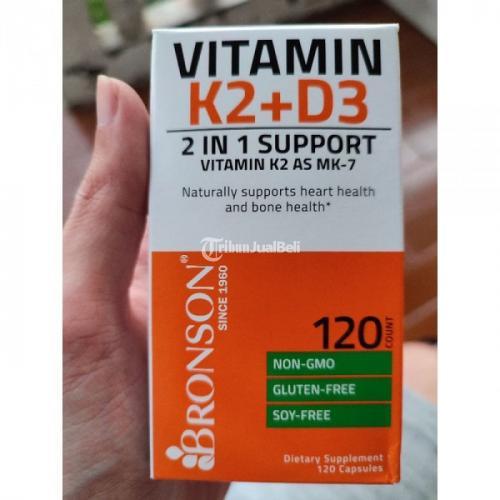 VITAMIN
K2+D3
2 IN 1 SUPPORT
VITAMIN K2 AS MK-7
Naturally supports heart health
and bone health*
TribunJualBeli
BRONSON®
SINCE 1960
120 COUNT
NON-GMO
GLUTEN-FREE
SOY-FREE
Dietary Supplement
120 Capsules